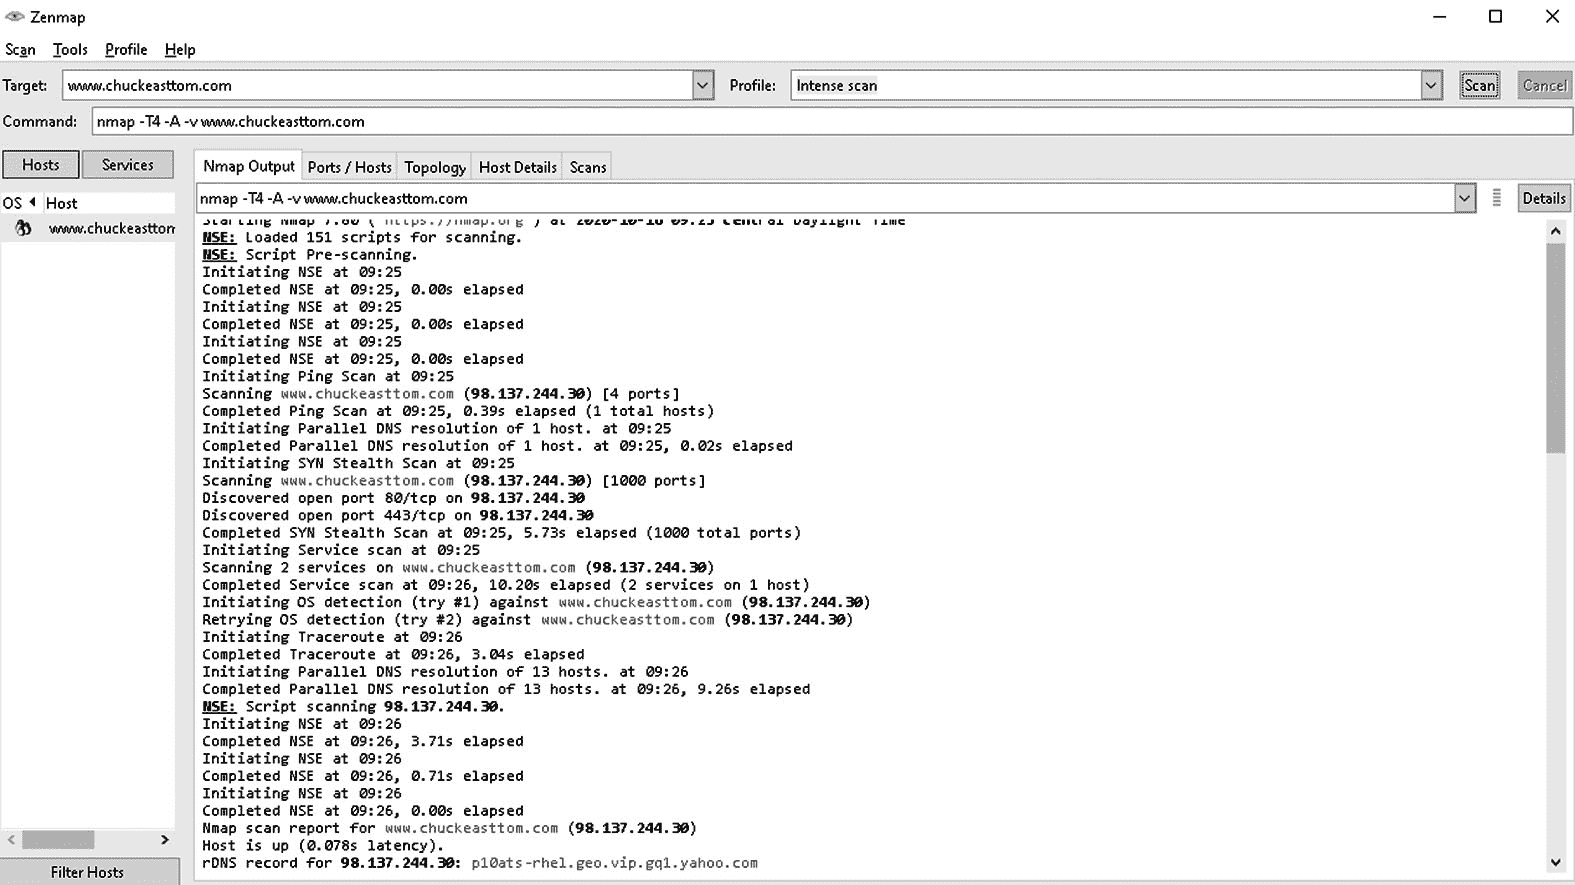 Zenmap
Scan Tools Profile Help
Target: www.chuckeasttom.com Profile: Intense scan Scan Cancel
Command: nmap -T4 -A -v www.chuckeasttom.com
Hosts Services Nmap Output Ports / Hosts Topology Host Details Scans
nmap -T4 -A -v www.chuckeasttom.com Details
OS Host
www.chuckeasttom
Starting Nmap 7.80 ( https://nmap.org ) at 2020-10-16 09:25 Central Daylight Time
NSE: Loaded 151 scripts for scanning.
NSE: Script Pre-scanning.
Initiating NSE at 09:25
Completed NSE at 09:25, 0.00s elapsed
Initiating NSE at 09:25
Completed NSE at 09:25, 0.00s elapsed
Initiating NSE at 09:25
Completed NSE at 09:25, 0.00s elapsed
Initiating Ping Scan at 09:25
Scanning www.chuckeasttom.com (98.137.244.30) [4 ports]
Completed Ping Scan at 09:25, 0.39s elapsed (1 total hosts)
Initiating Parallel DNS resolution of 1 host. at 09:25
Completed Parallel DNS resolution of 1 host. at 09:25, 0.02s elapsed
Initiating SYN Stealth Scan at 09:25
Scanning www.chuckeasttom.com (98.137.244.30) [1000 ports]
Discovered open port 80/tcp on 98.137.244.30
Discovered open port 443/tcp on 98.137.244.30
Completed SYN Stealth Scan at 09:25, 5.73s elapsed (1000 total ports)
Initiating Service scan at 09:25
Scanning 2 services on www.chuckeasttom.com (98.137.244.30)
Completed Service scan at 09:26, 10.20s elapsed (2 services on 1 host)
Initiating OS detection (try #1) against www.chuckeasttom.com (98.137.244.30)
Retrying OS detection (try #2) against www.chuckeasttom.com (98.137.244.30)
Initiating Traceroute at 09:26
Completed Traceroute at 09:26, 3.04s elapsed
Initiating Parallel DNS resolution of 13 hosts. at 09:26
Completed Parallel DNS resolution of 13 hosts. at 09:26, 9.26s elapsed
NSE: Script scanning 98.137.244.30.
Initiating NSE at 09:26
Completed NSE at 09:26, 3.71s elapsed
Initiating NSE at 09:26
Completed NSE at 09:26, 0.71s elapsed
Initiating NSE at 09:26
Completed NSE at 09:26, 0.00s elapsed
Nmap scan report for www.chuckeasttom.com (98.137.244.30)
Host is up (0.078s latency).
rDNS record for 98.137.244.30: p10ats-rhel.geo.vip.gq1.yahoo.com
Filter Hosts